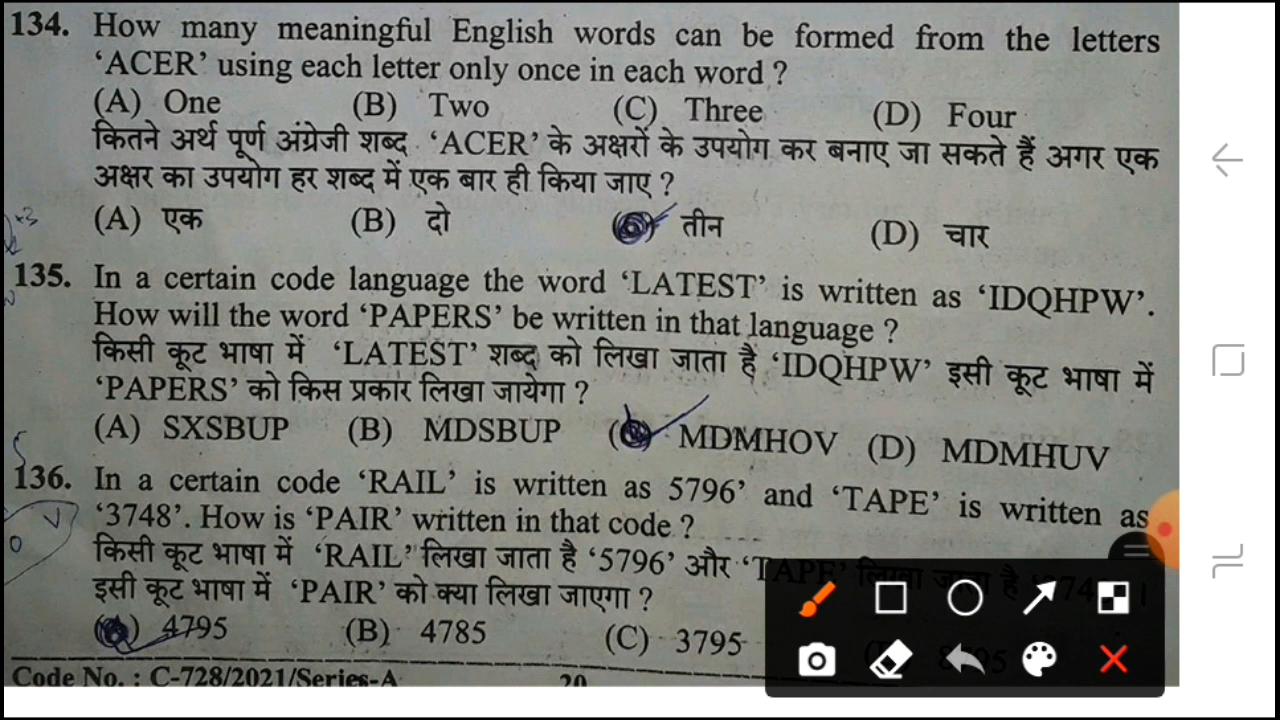 134. How many meaningful English words can be formed from the letters
‘ACER’ using each letter only once in each word ?
(A) One (B) Two (C) Three (D) Four
कितने अर्थ पूर्ण अंग्रेजी शब्द ‘ACER’ के अक्षरों के उपयोग कर बनाए जा सकते हैं अगर एक
अक्षर का उपयोग हर शब्द में एक बार ही किया जाए ?
(A) एक (B) दो तीन (D) चार
135. In a certain code language the word ‘LATEST’ is written as ‘IDQHPW’.
How will the word ‘PAPERS’ be written in that language ?
किसी कूट भाषा में ‘LATEST’ शब्द को लिखा जाता है ‘IDQHPW’ इसी कूट भाषा में
‘PAPERS’ को किस प्रकार लिखा जायेगा ?
(A) SXSBUP (B) MDSBUP MDMHOV (D) MDMHUV
136. In a certain code ‘RAIL’ is written as 5796’ and ‘TAPE’ is written as
‘3748’. How is ‘PAIR’ written in that code ?
किसी कूट भाषा में ‘RAIL’ लिखा जाता है ‘5796’ और ‘TAPE’ लिखा जाता है
इसी कूट भाषा में ‘PAIR’ को क्या लिखा जाएगा ?
4795 (B) 4785 (C) 3795
Code No. : C-728/2021/Series-A 20